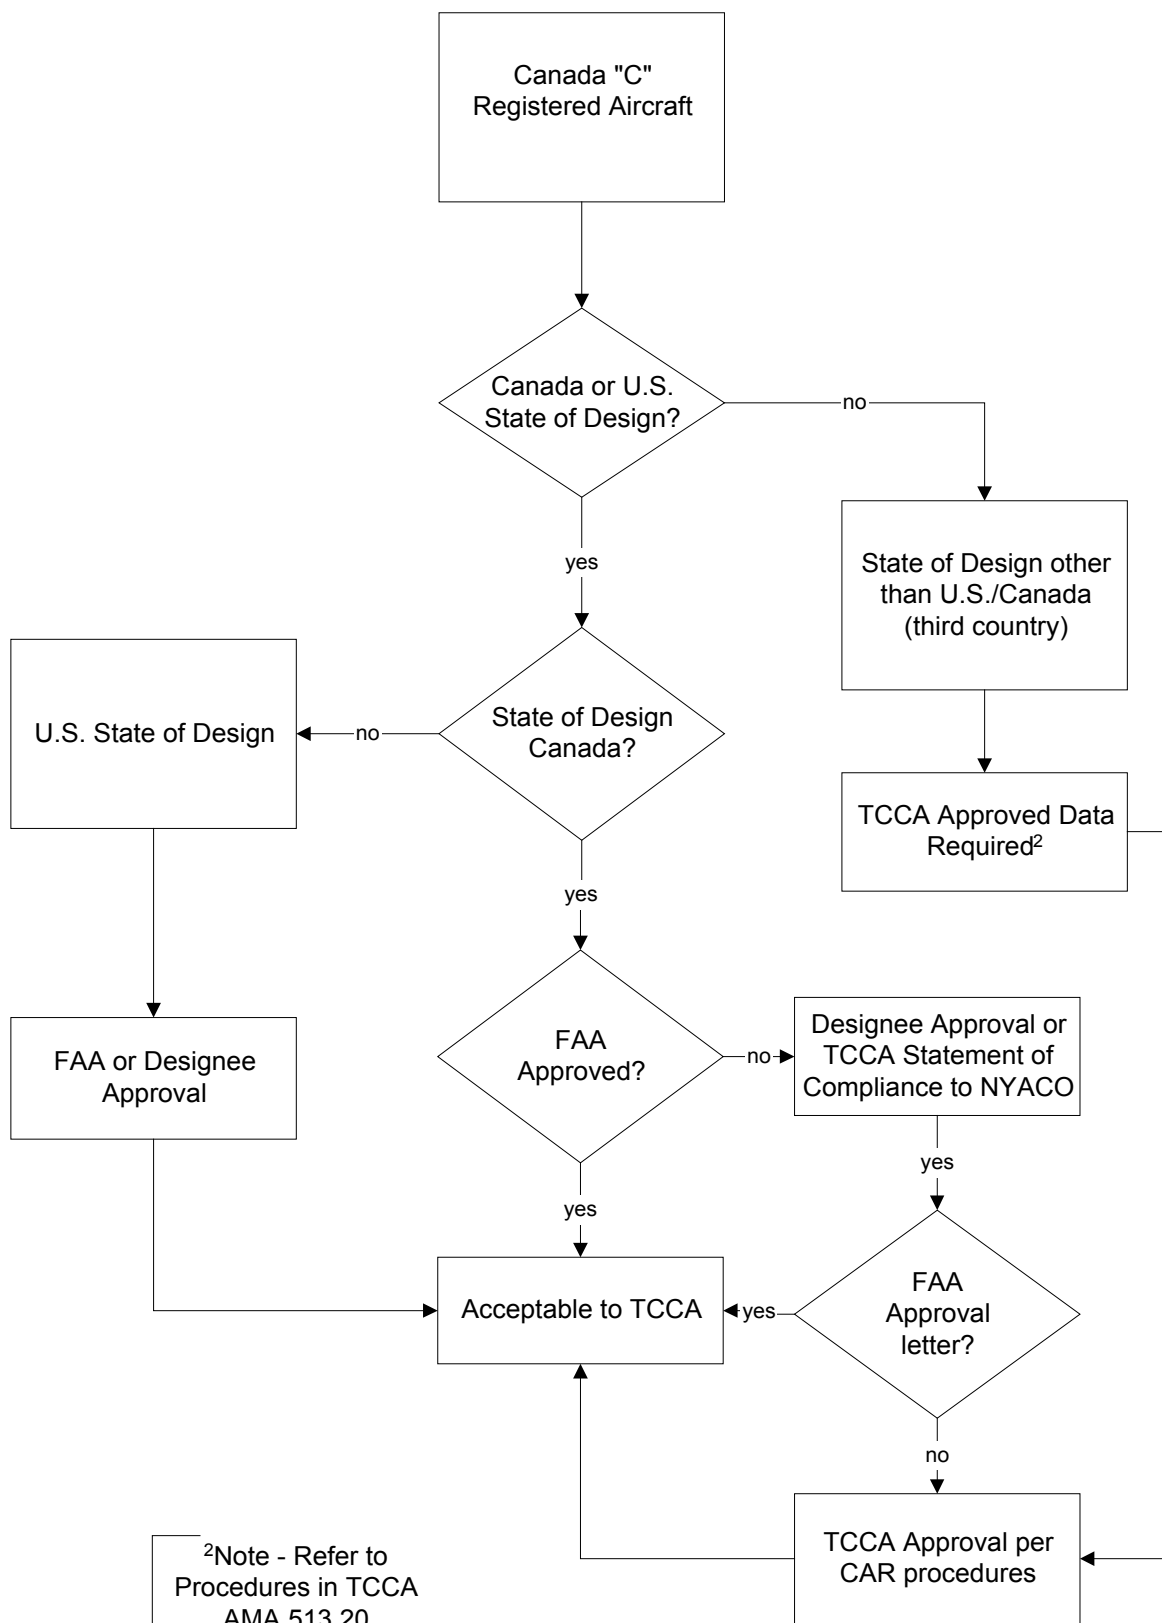 Canada "C"
Registered Aircraft
Canada or U.S.
State of Design?
no
yes
State of Design other
than U.S./Canada
(third country)
U.S. State of Design
no
State of Design
Canada?
TCCA Approved Data
Required²
yes
FAA or Designee
Approval
FAA
Approved?
no
Designee Approval or
TCCA Statement of
Compliance to NYACO
yes
yes
Acceptable to TCCA
yes
FAA
Approval
letter?
no
TCCA Approval per
CAR procedures
²Note - Refer to
Procedures in TCCA
AMA 513.20